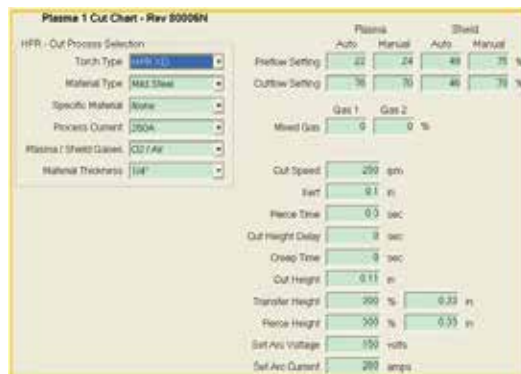 Plasma 1 Cut Chart - Rev 80006N
HPR - Cut Process Selection
Torch Type HPR XD
Material Type Mild Steel
Specific Material None
Process Current 260A
Plasma / Shield Gases O2 / Air
Material Thickness 1/4"
Plasma Shield
Auto Manual Auto Manual
Preflow Setting 22 24 49 %
Cutflow Setting 76 70 46 %
Gas 1 Gas 2
Mixed Gas 0 0 %
Cut Speed ipm
Kerf 0.1 in
Pierce Time 0.3 sec
Cut Height Delay 0 sec
Creep Time 0 sec
Cut Height 0.11 in
Transfer Height 300 % 0.33 in
Pierce Height 300 % 0.33 in
Set Arc Voltage 150 volts
Set Arc Current 260 amps